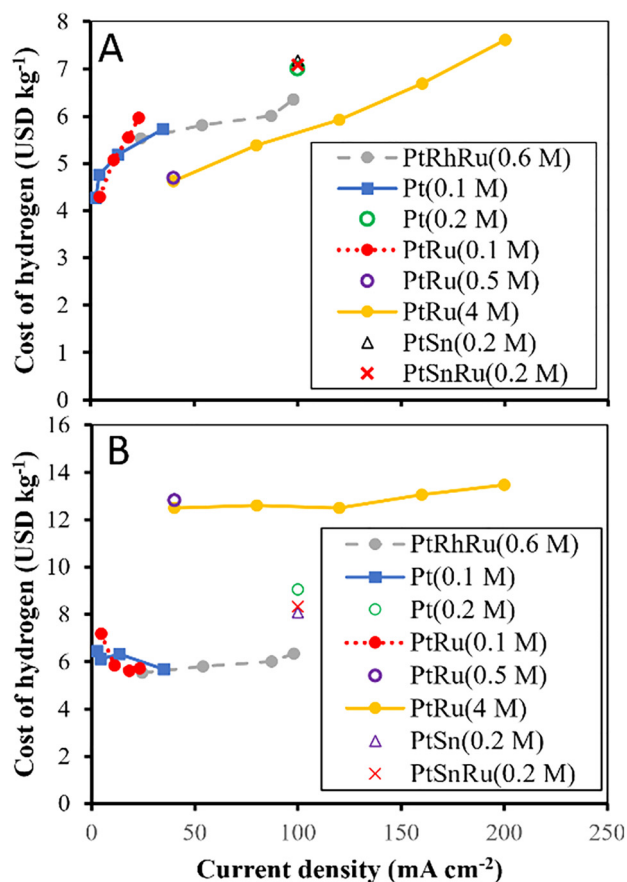 A
8
7
6
5
4
3
2
1
0
Cost of hydrogen (USD kg⁻¹)
PtRhRu(0.6 M)
Pt(0.1 M)
Pt(0.2 M)
PtRu(0.1 M)
PtRu(0.5 M)
PtRu(4 M)
PtSn(0.2 M)
PtSnRu(0.2 M)
B
16
14
12
10
8
6
4
2
0
Cost of hydrogen (USD kg⁻¹)
PtRhRu(0.6 M)
Pt(0.1 M)
Pt(0.2 M)
PtRu(0.1 M)
PtRu(0.5 M)
PtRu(4 M)
PtSn(0.2 M)
PtSnRu(0.2 M)
0 50 100 150 200 250
Current density (mA cm⁻²)